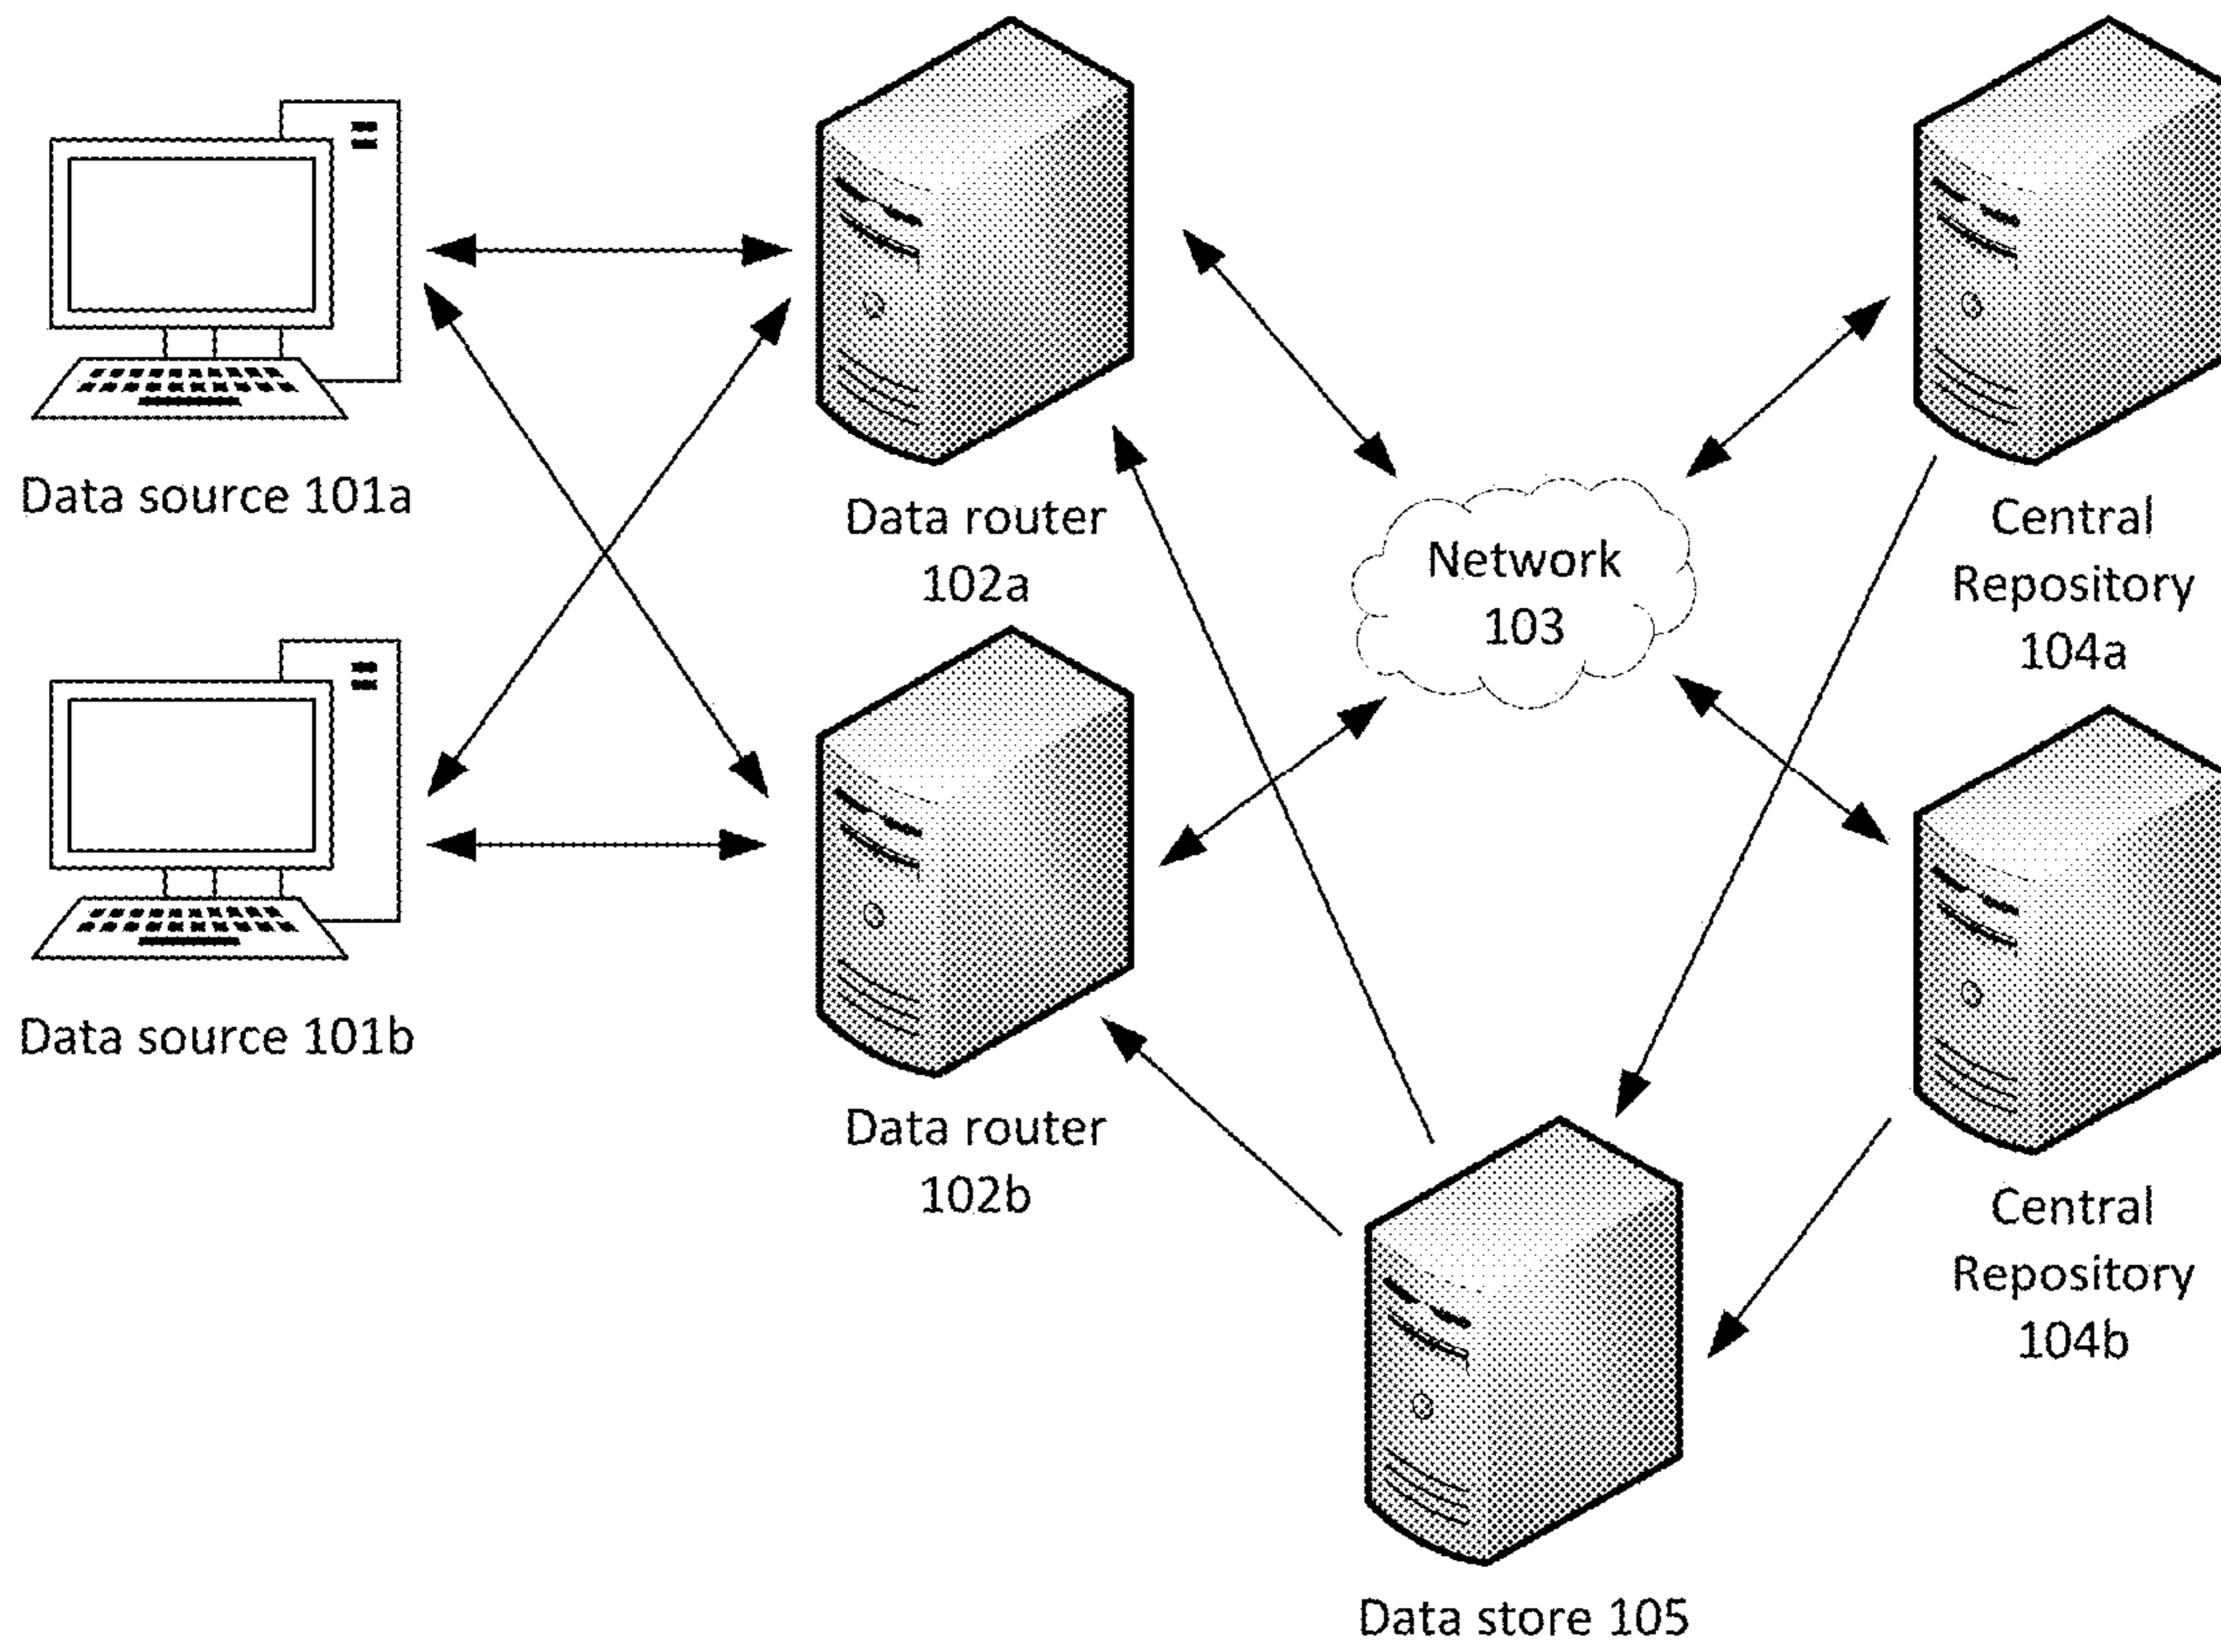 Data source 101a
Data router
102a
Network
103
Central
Repository
104a
Data source 101b
Data router
102b
Central
Repository
104b
Data store 105